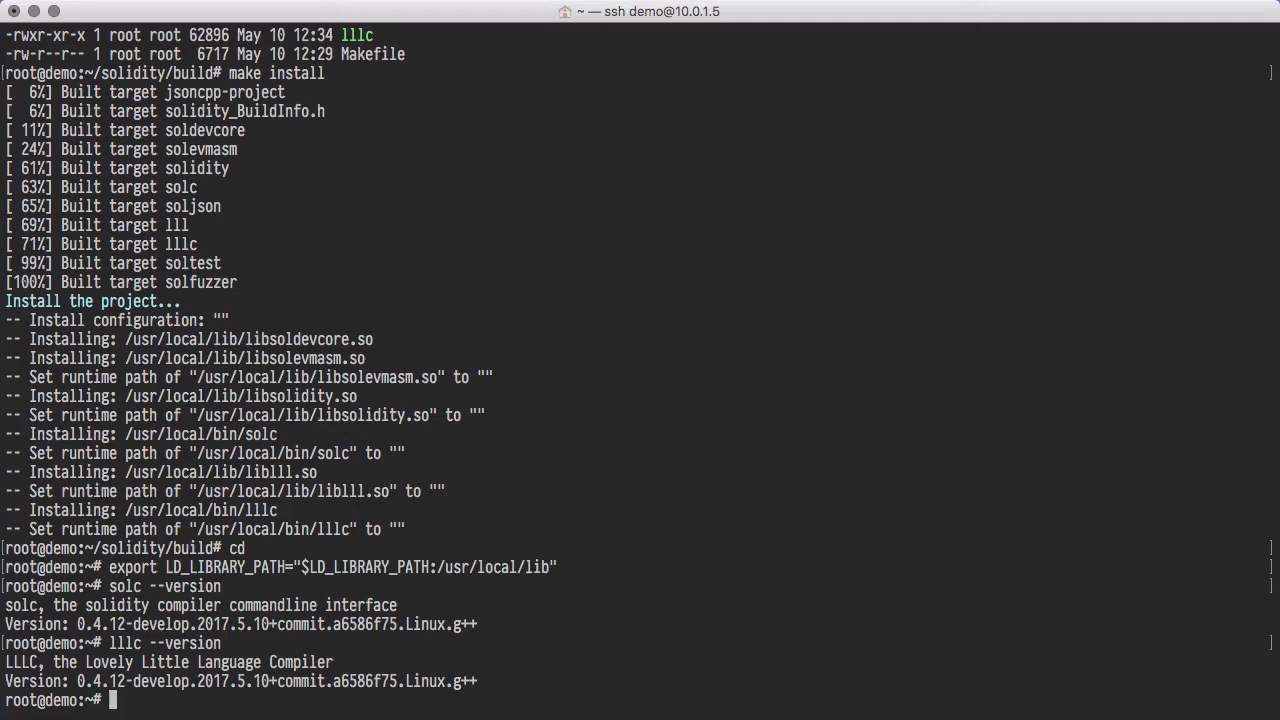 ~ — ssh demo@10.0.1.5
-rwxr-xr-x 1 root root 62896 May 10 12:34 lllc
-rw-r--r-- 1 root root  6717 May 10 12:29 Makefile
[root@demo:~/solidity/build# make install ]
[  6%] Built target jsoncpp-project
[  6%] Built target solidity_BuildInfo.h
[ 11%] Built target soldevcore
[ 24%] Built target solevmasm
[ 61%] Built target solidity
[ 63%] Built target solc
[ 65%] Built target soljson
[ 69%] Built target lll
[ 71%] Built target lllc
[ 99%] Built target soltest
[100%] Built target solfuzzer
Install the project...
-- Install configuration: ""
-- Installing: /usr/local/lib/libsoldevcore.so
-- Installing: /usr/local/lib/libsolevmasm.so
-- Set runtime path of "/usr/local/lib/libsolevmasm.so" to ""
-- Installing: /usr/local/lib/libsolidity.so
-- Set runtime path of "/usr/local/lib/libsolidity.so" to ""
-- Installing: /usr/local/bin/solc
-- Set runtime path of "/usr/local/bin/solc" to ""
-- Installing: /usr/local/lib/liblll.so
-- Set runtime path of "/usr/local/lib/liblll.so" to ""
-- Installing: /usr/local/bin/lllc
-- Set runtime path of "/usr/local/bin/lllc" to ""
[root@demo:~/solidity/build# cd ]
[root@demo:~# export LD_LIBRARY_PATH="$LD_LIBRARY_PATH:/usr/local/lib" ]
[root@demo:~# solc --version ]
solc, the solidity compiler commandline interface
Version: 0.4.12-develop.2017.5.10+commit.a6586f75.Linux.g++
[root@demo:~# lllc --version ]
LLLC, the Lovely Little Language Compiler
Version: 0.4.12-develop.2017.5.10+commit.a6586f75.Linux.g++
root@demo:~#